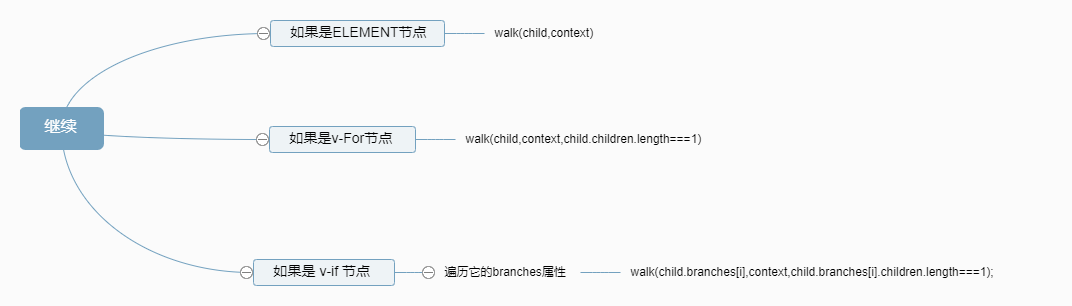 如果是ELEMENT节点
walk(child,context)
继续
如果是v-For节点
walk(child,context,child.children.length===1)
如果是 v-if 节点
遍历它的branches属性
walk(child.branches[i],context,child.branches[i].children.length===1);